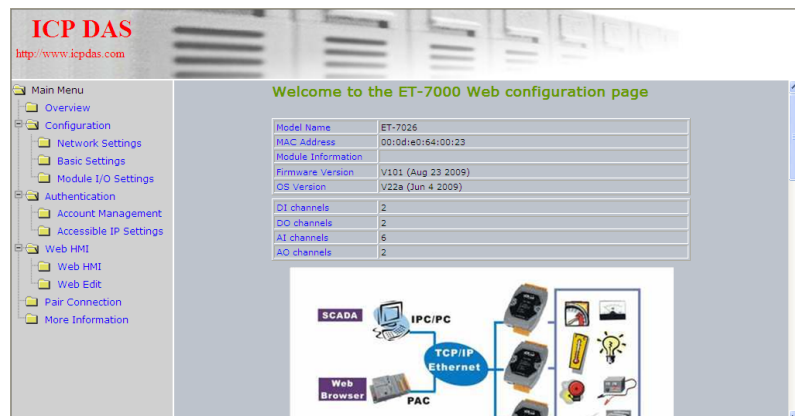 ICP DAS
http://www.icpdas.com
Main Menu
Overview
Configuration
Network Settings
Basic Settings
Module I/O Settings
Authentication
Account Management
Accessible IP Settings
Web HMI
Web HMI
Web Edit
Pair Connection
More Information
Welcome to the ET-7000 Web configuration page
Model Name ET-7026
MAC Address 00:0d:e0:64:00:23
Module Information
Firmware Version V101 (Aug 23 2009)
OS Version V22a (Jun 4 2009)
DI channels 2
DO channels 2
AI channels 6
AO channels 2
SCADA
IPC/PC
TCP/IP
Ethernet
Web
Browser
PAC